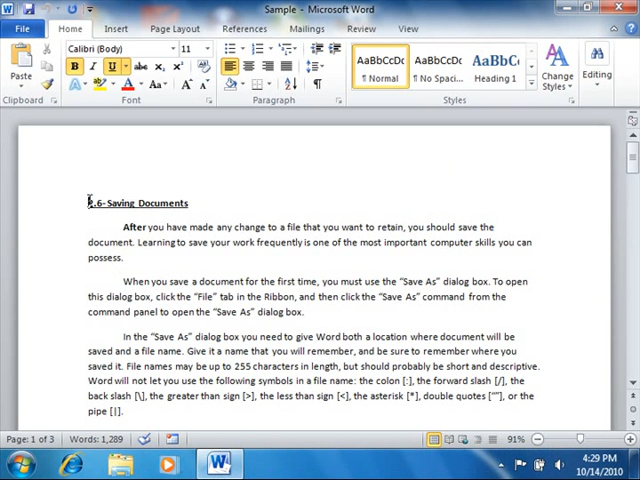 Sample - Microsoft Word
File Home Insert Page Layout References Mailings Review View
Calibri (Body) 11
AaBbCcDc AaBbCcDc AaBbCc
¶ Normal ¶ No Spaci... Heading 1
Paste
Change Styles
Editing
Clipboard Font Paragraph Styles
2.6- Saving Documents
After you have made any change to a file that you want to retain, you should save the
document. Learning to save your work frequently is one of the most important computer skills you can
possess.
When you save a document for the first time, you must use the “Save As” dialog box. To open
this dialog box, click the “File” tab in the Ribbon, and then click the “Save As” command from the
command panel to open the “Save As” dialog box.
In the “Save As” dialog box you need to give Word both a location where document will be
saved and a file name. Give it a name that you will remember, and be sure to remember where you
saved it. File names may be up to 255 characters in length, but should probably be short and descriptive.
Word will not let you use the following symbols in a file name: the colon [:], the forward slash [/], the
back slash [\], the greater than sign [>], the less than sign [<], the asterisk [*], double quotes [“”], or the
pipe [|].
Page: 1 of 3 Words: 1,289 91%
4:29 PM
10/14/2010